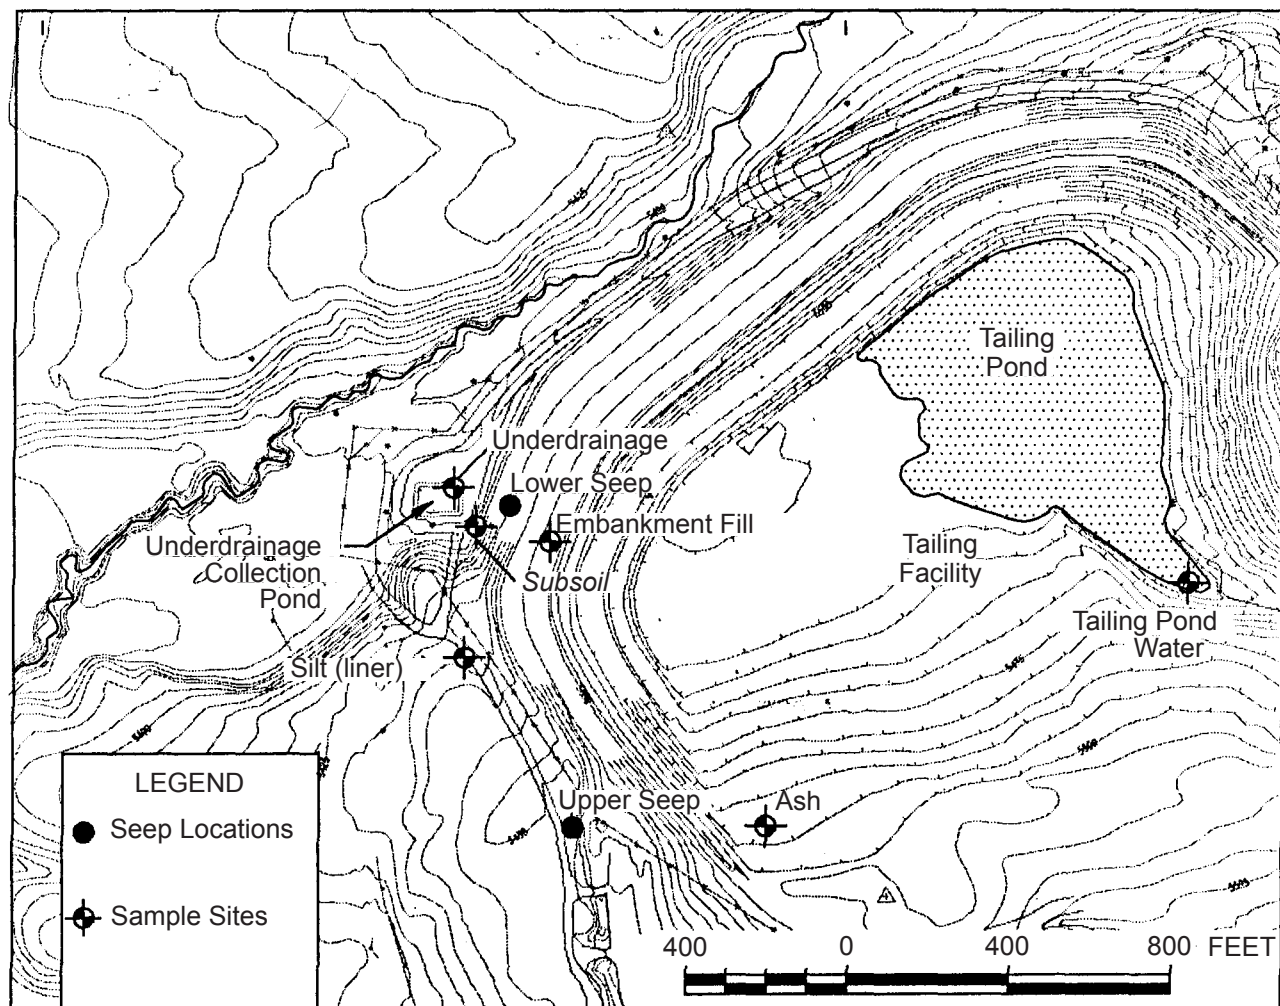 Tailing
Pond
Underdrainage
Lower Seep
Embankment Fill
Underdrainage
Collection
Pond
Subsoil
Tailing
Facility
Tailing Pond
Water
Silt (liner)
Upper Seep
Ash
LEGEND
Seep Locations
Sample Sites
400 0 400 800 FEET